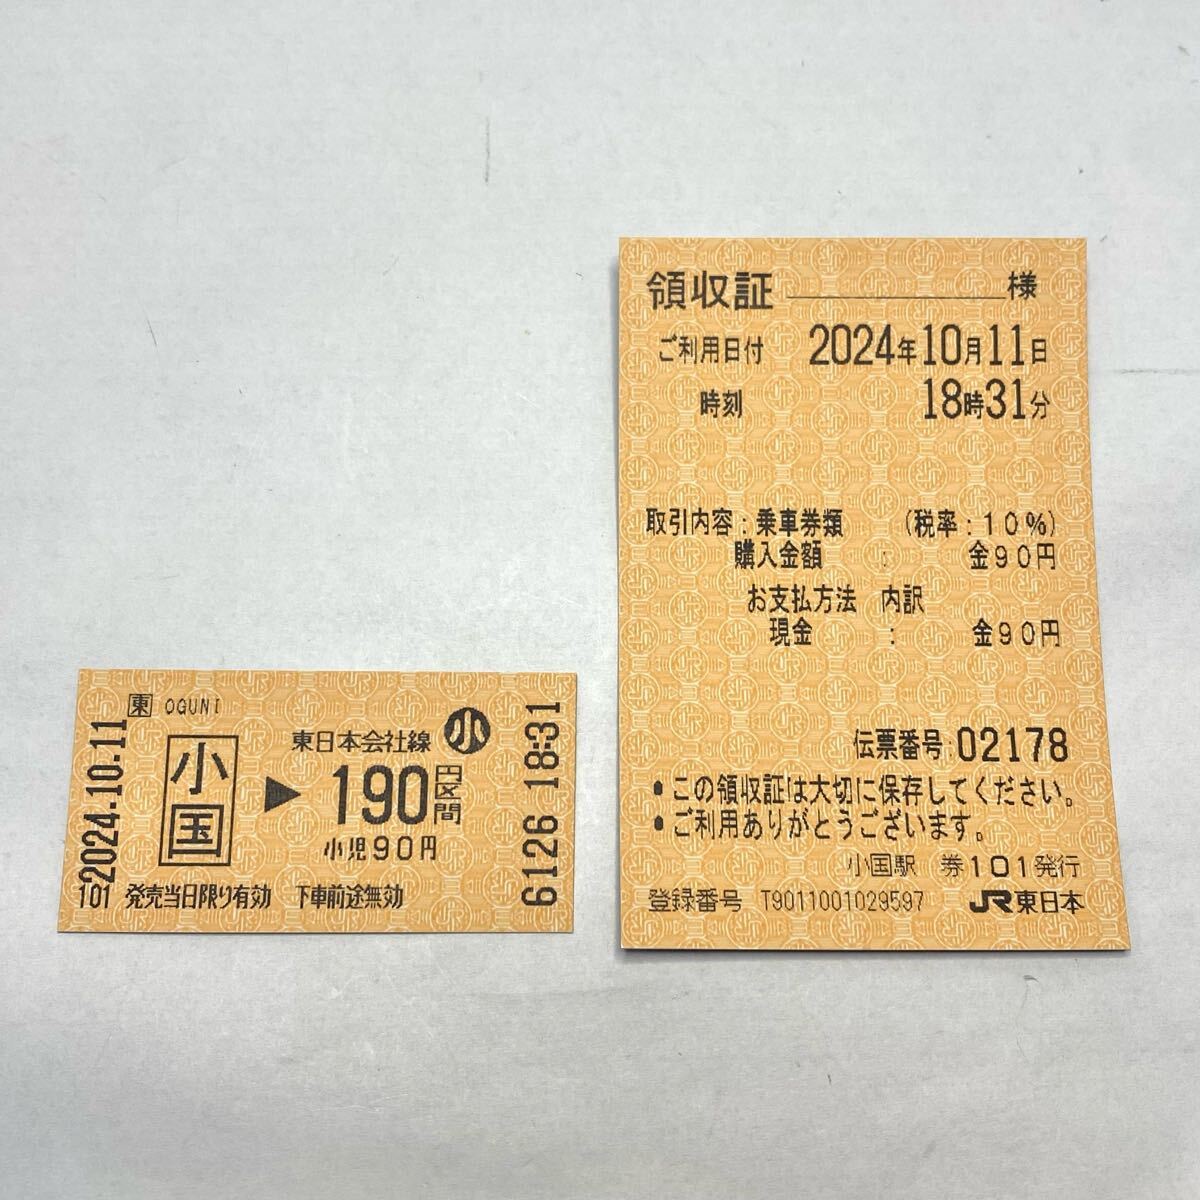 東 OGUNI
小国
▶
東日本会社線 小
190円区間
小児90円
2024.10.11
101 発売当日限り有効 下車前途無効
6126 18:31
領収証 様
ご利用日付 2024年10月11日
時刻 18時31分
取引内容:乗車券類 (税率:10%)
購入金額 : 金90円
お支払方法 内訳
現金 : 金90円
伝票番号:02178
・この領収証は大切に保存してください。
・ご利用ありがとうございます。
小国駅 券101発行
登録番号 T9011001029597 JR東日本